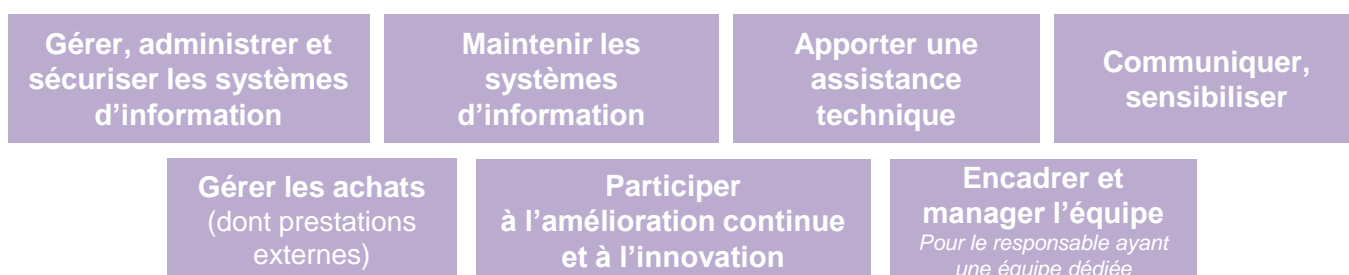 Gérer, administrer et
sécuriser les systèmes
d’information
Maintenir les
systèmes
d’information
Apporter une
assistance
technique
Communiquer,
sensibiliser
Gérer les achats
(dont prestations
externes)
Participer
à l’amélioration continue
et à l’innovation
Encadrer et
manager l’équipe
Pour le responsable ayant
une équipe dédiée